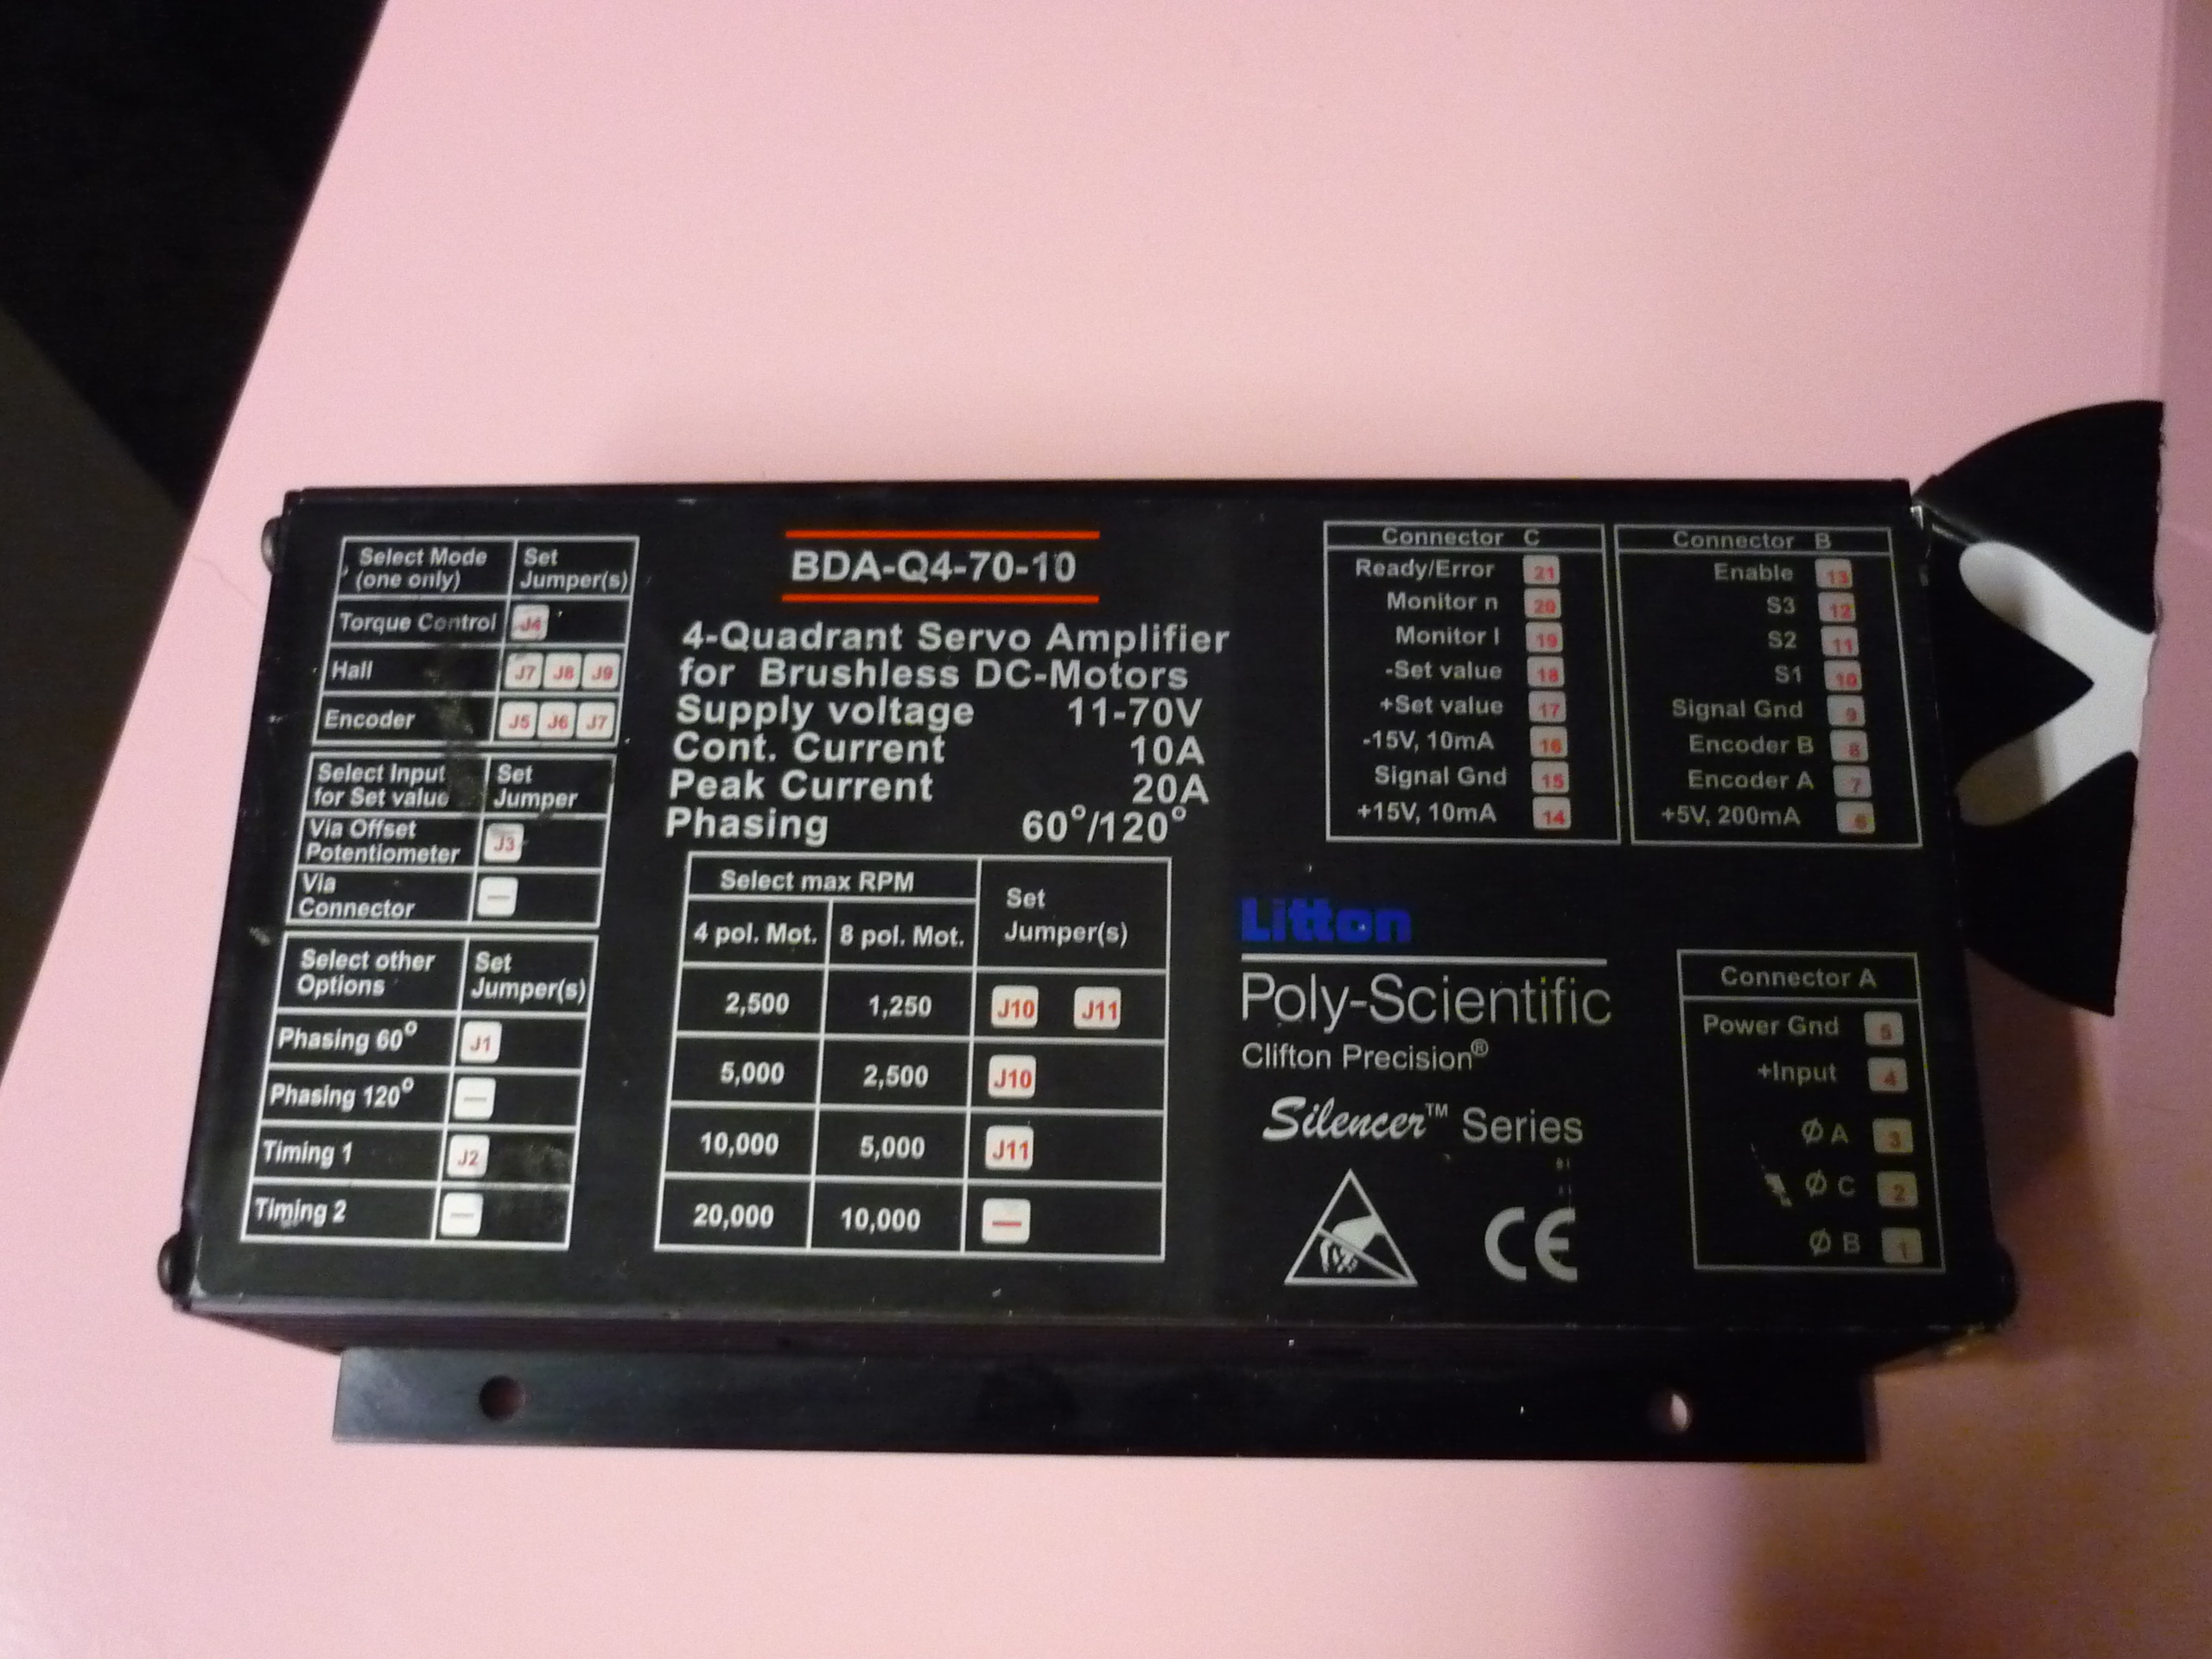 Select Mode (one only) Set Jumper(s)
Torque Control J4
Hall J7 J8 J9
Encoder J5 J6 J7
Select Input for Set value Set Jumper
Via Offset Potentiometer J3
Via Connector —
Select other Options Set Jumper(s)
Phasing 60° J1
Phasing 120° —
Timing 1 J2
Timing 2 —
BDA-Q4-70-10
4-Quadrant Servo Amplifier
for Brushless DC-Motors
Supply voltage 11-70V
Cont. Current 10A
Peak Current 20A
Phasing 60°/120°
Select max RPM Set Jumper(s)
4 pol. Mot. 8 pol. Mot.
2,500 1,250 J10 J11
5,000 2,500 J10
10,000 5,000 J11
20,000 10,000 —
Connector C
Ready/Error 21
Monitor n 20
Monitor I 19
-Set value 18
+Set value 17
-15V, 10mA 16
Signal Gnd 15
+15V, 10mA 14
Connector B
Enable 13
S3 12
S2 11
S1 10
Signal Gnd 9
Encoder B 8
Encoder A 7
+5V, 200mA 6
Litton
Poly-Scientific
Clifton Precision®
Silencer™ Series
CE
Connector A
Power Gnd 5
+Input 4
Ø A 3
Ø C 2
Ø B 1